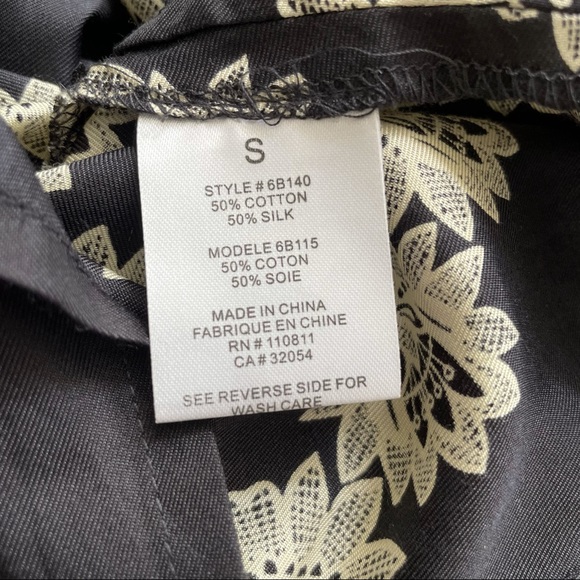 S
STYLE # 6B140
50% COTTON
50% SILK
MODELE 6B115
50% COTON
50% SOIE
MADE IN CHINA
FABRIQUE EN CHINE
RN # 110811
CA # 32054
SEE REVERSE SIDE FOR
WASH CARE